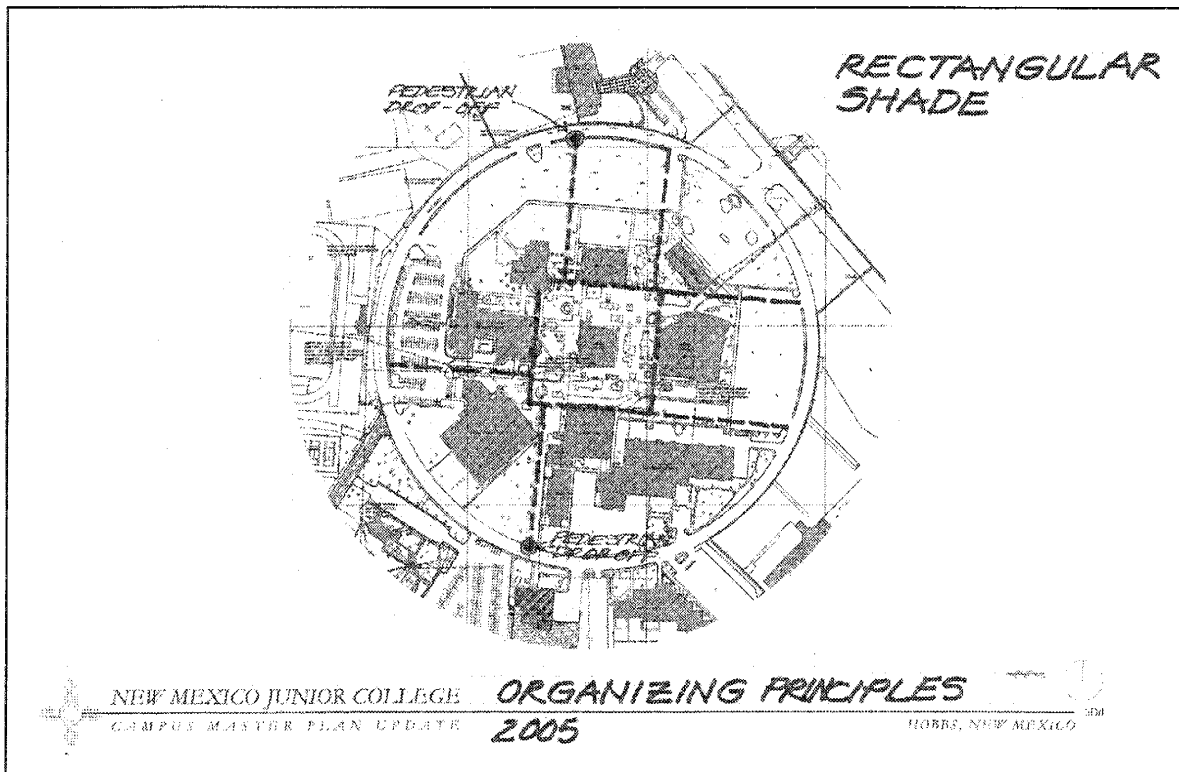 RECTANGULAR
SHADE
PEDESTRIAN
DROP-OFF
PEDESTRIAN
DROP OFF
NEW MEXICO JUNIOR COLLEGE
ORGANIZING PRINCIPLES
CAMPUS MASTER PLAN UPDATE
2005
HOBBS, NEW MEXICO